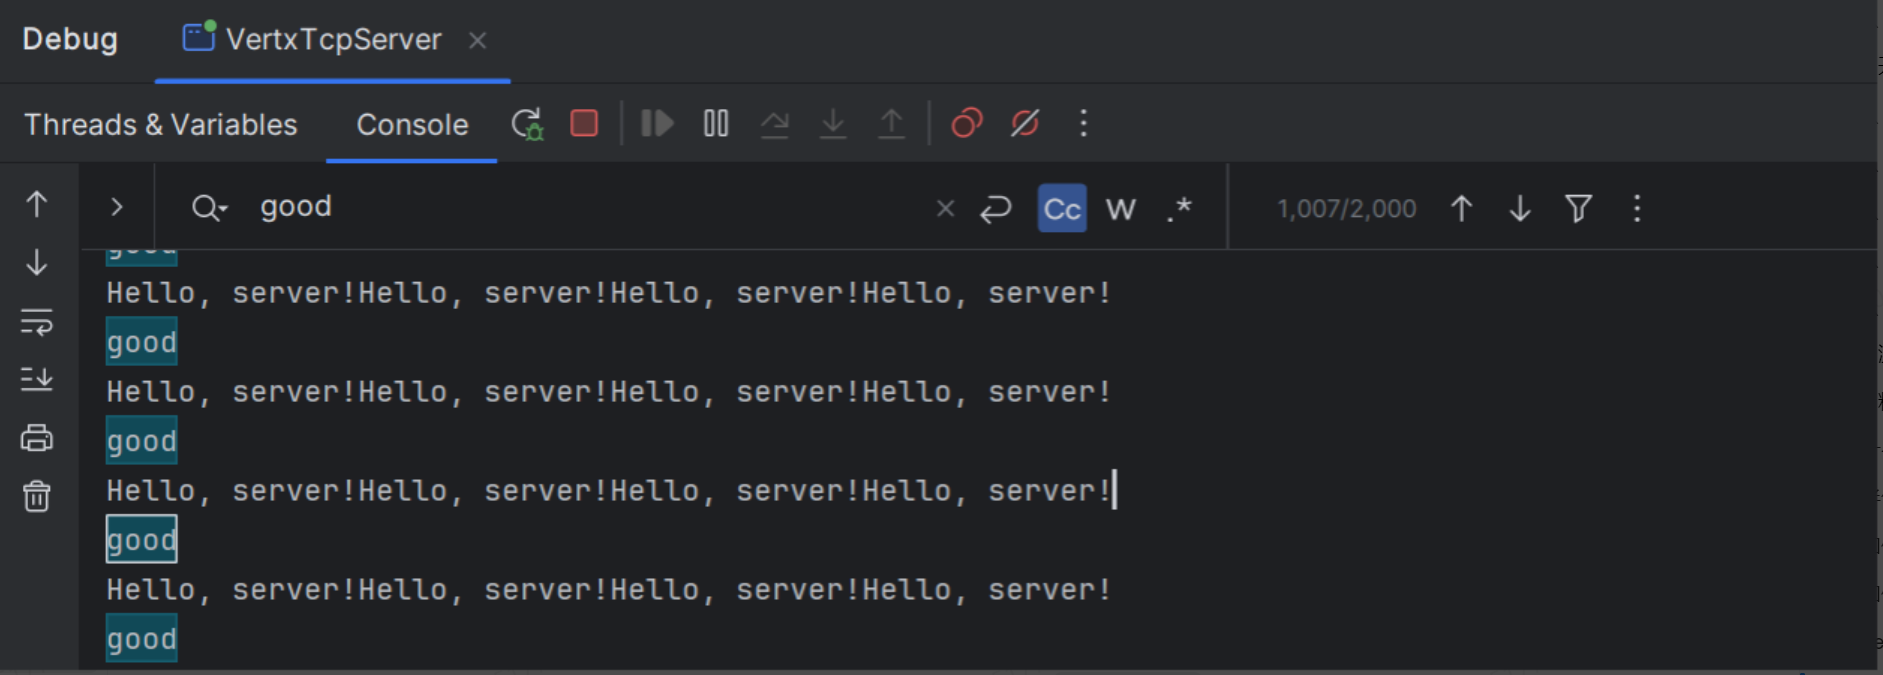 Debug VertxTcpServer
Threads & Variables Console
good Cc W .* 1,007/2,000
good
Hello, server!Hello, server!Hello, server!Hello, server!
good
Hello, server!Hello, server!Hello, server!Hello, server!
good
Hello, server!Hello, server!Hello, server!Hello, server!
good
Hello, server!Hello, server!Hello, server!Hello, server!
good